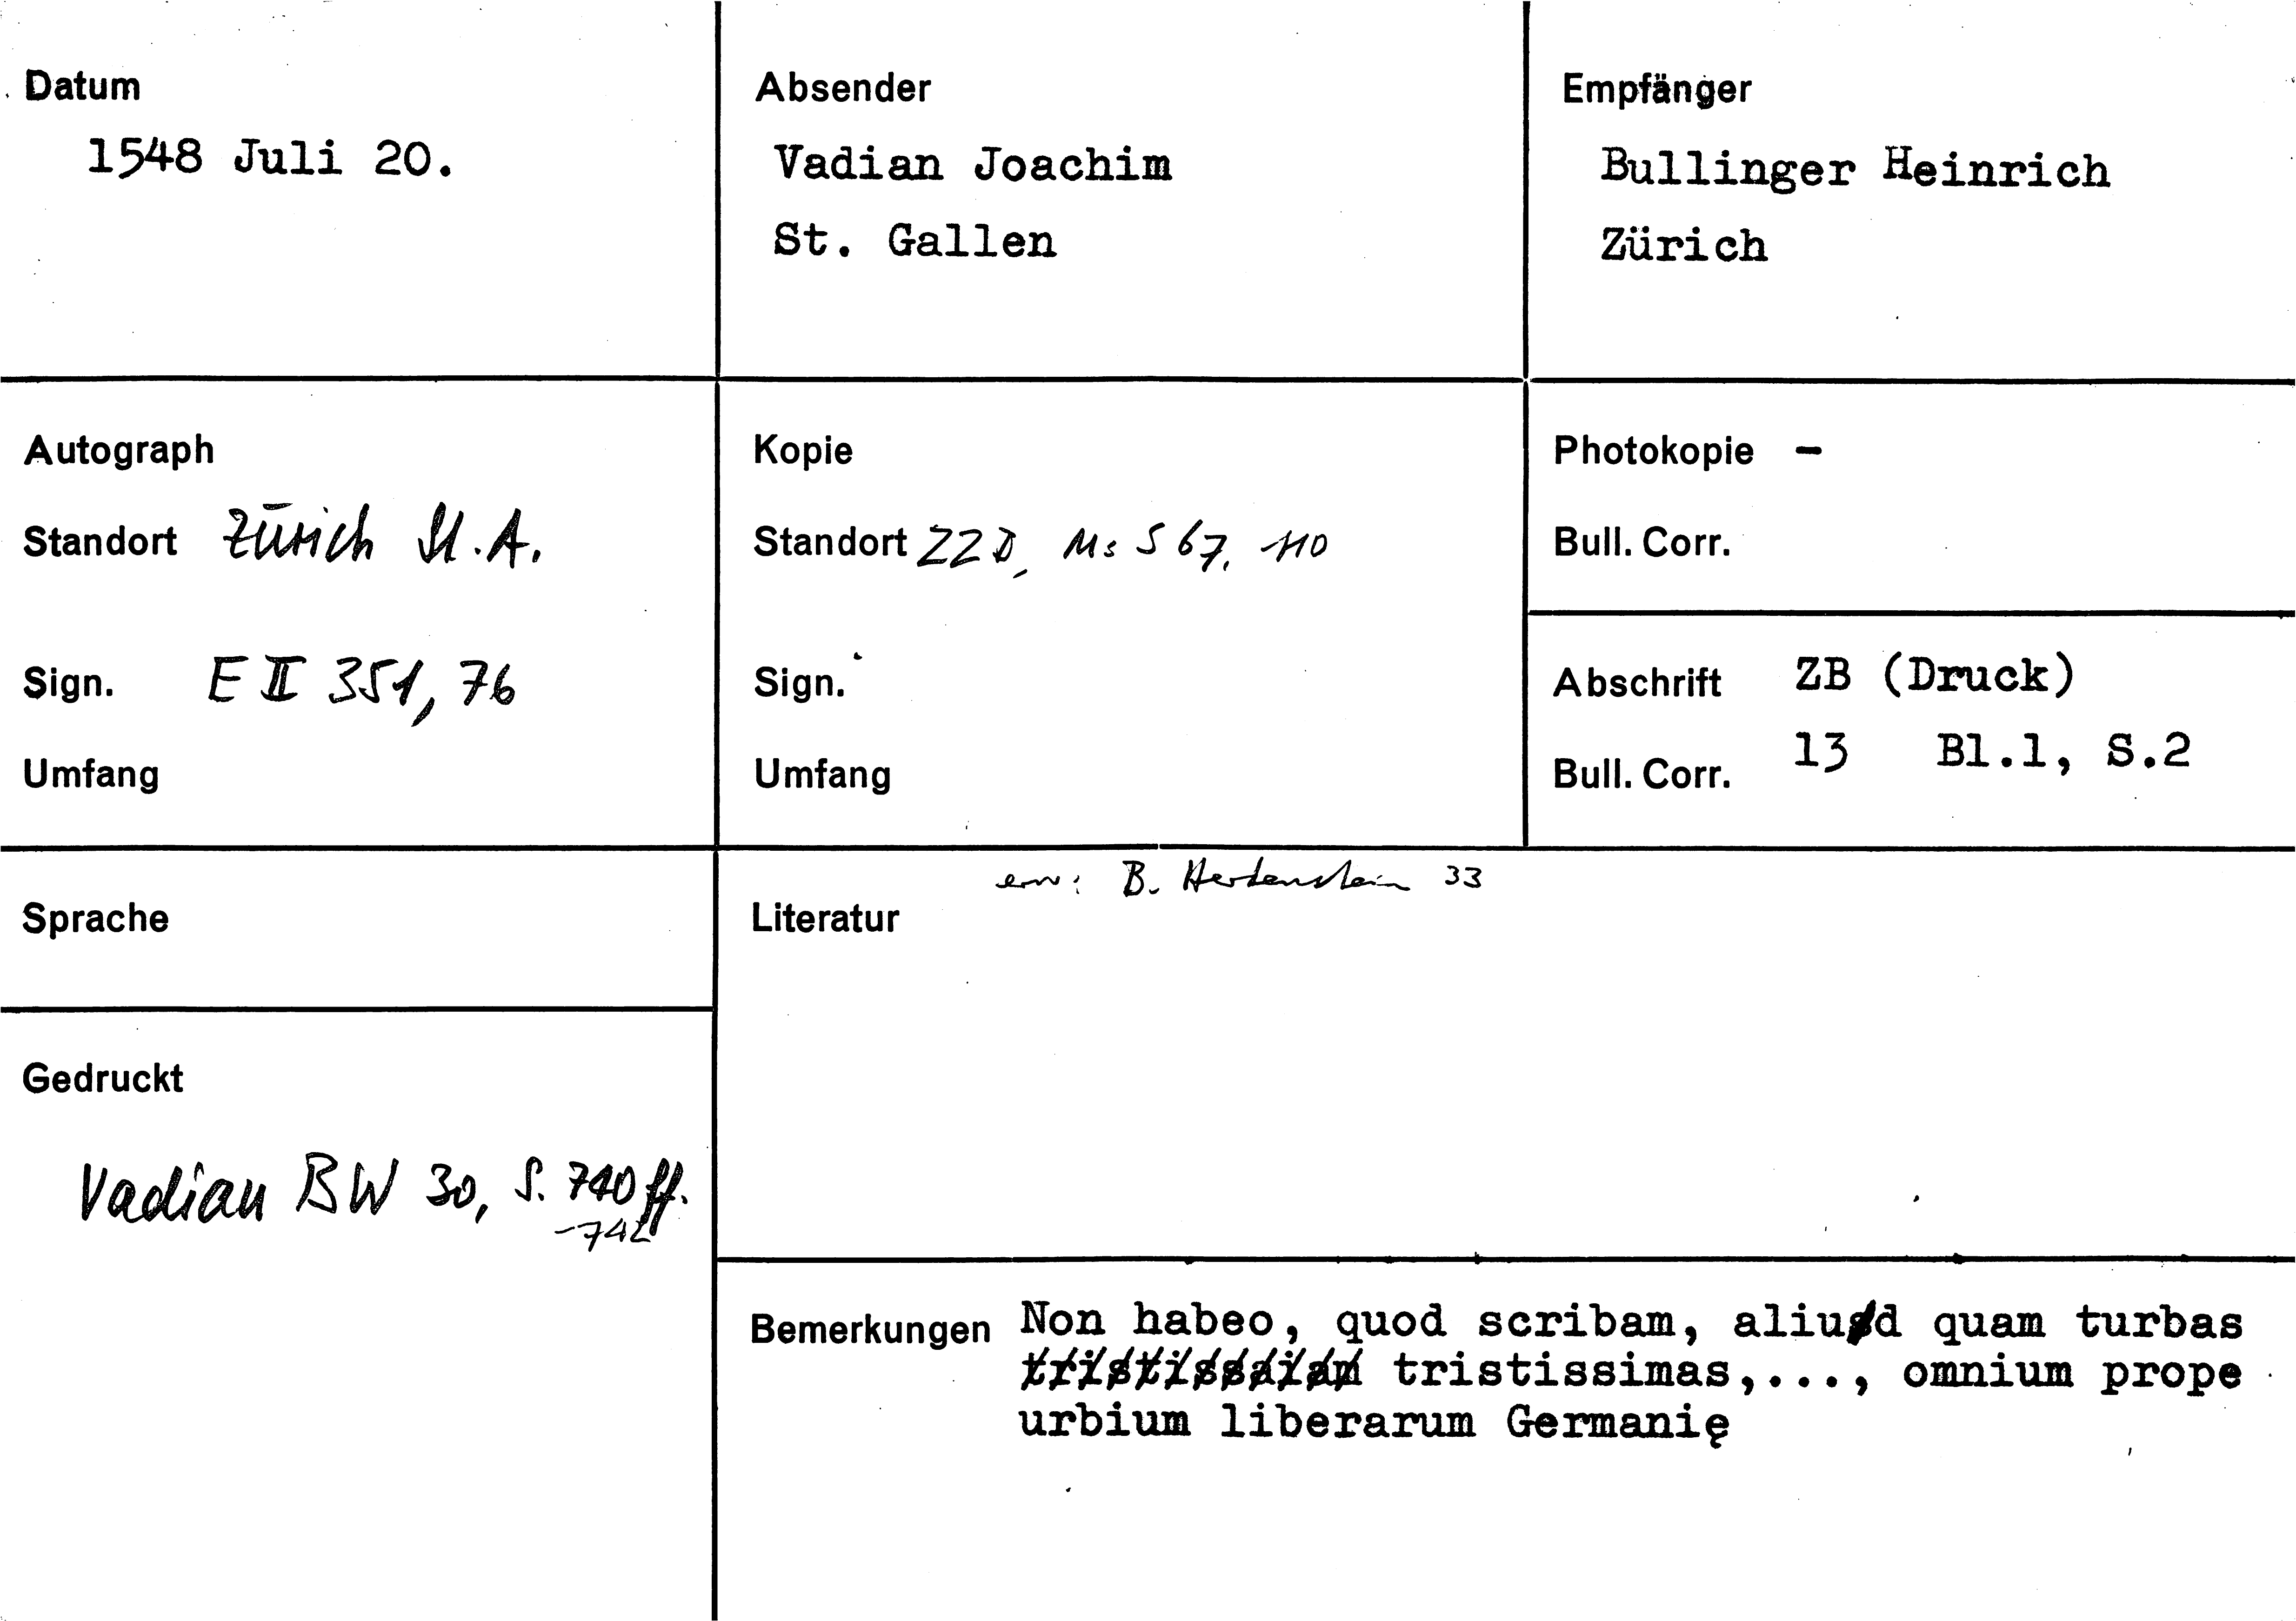 Datum
1548 Juli 20.
Absender
Vadian Joachim
St. Gallen
Empfänger
Bullinger Heinrich
Zürich
Autograph
Standort Zürich St.A.
Sign. E II 351, 76
Umfang
Kopie
Standort ZZB, Ms S 67, 110
Sign.
Umfang
Photokopie –
Bull. Corr.
Abschrift ZB (Druck)
Bull. Corr. 13 Bl.1, S.2
Sprache
Gedruckt
Vadian BW 30, S. 740 ff.
-742
erw: B. Hertenstein 33
Literatur
Bemerkungen Non habeo, quod scribam, aliud quam turbas
tristissimas,..., omnium prope
urbium liberarum Germanię